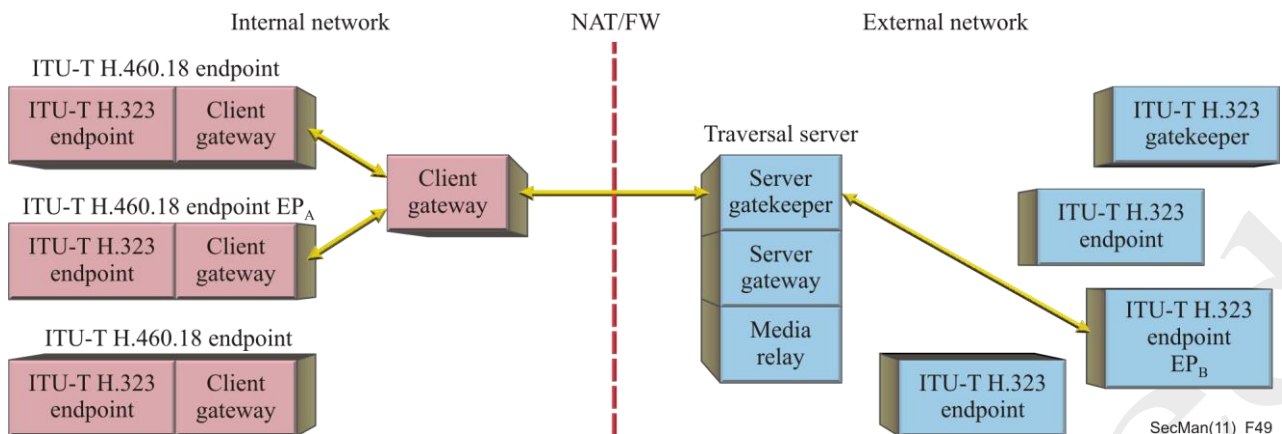 Internal network
NAT/FW
External network
ITU-T H.460.18 endpoint
ITU-T H.323
endpoint
Client
gateway
ITU-T H.460.18 endpoint EP_A
ITU-T H.323
endpoint
Client
gateway
ITU-T H.460.18 endpoint
ITU-T H.323
endpoint
Client
gateway
Client
gateway
Traversal server
Server
gatekeeper
Server
gateway
Media
relay
ITU-T H.323
gatekeeper
ITU-T H.323
endpoint
ITU-T H.323
endpoint
EP_B
ITU-T H.323
endpoint
SecMan(11)_F49